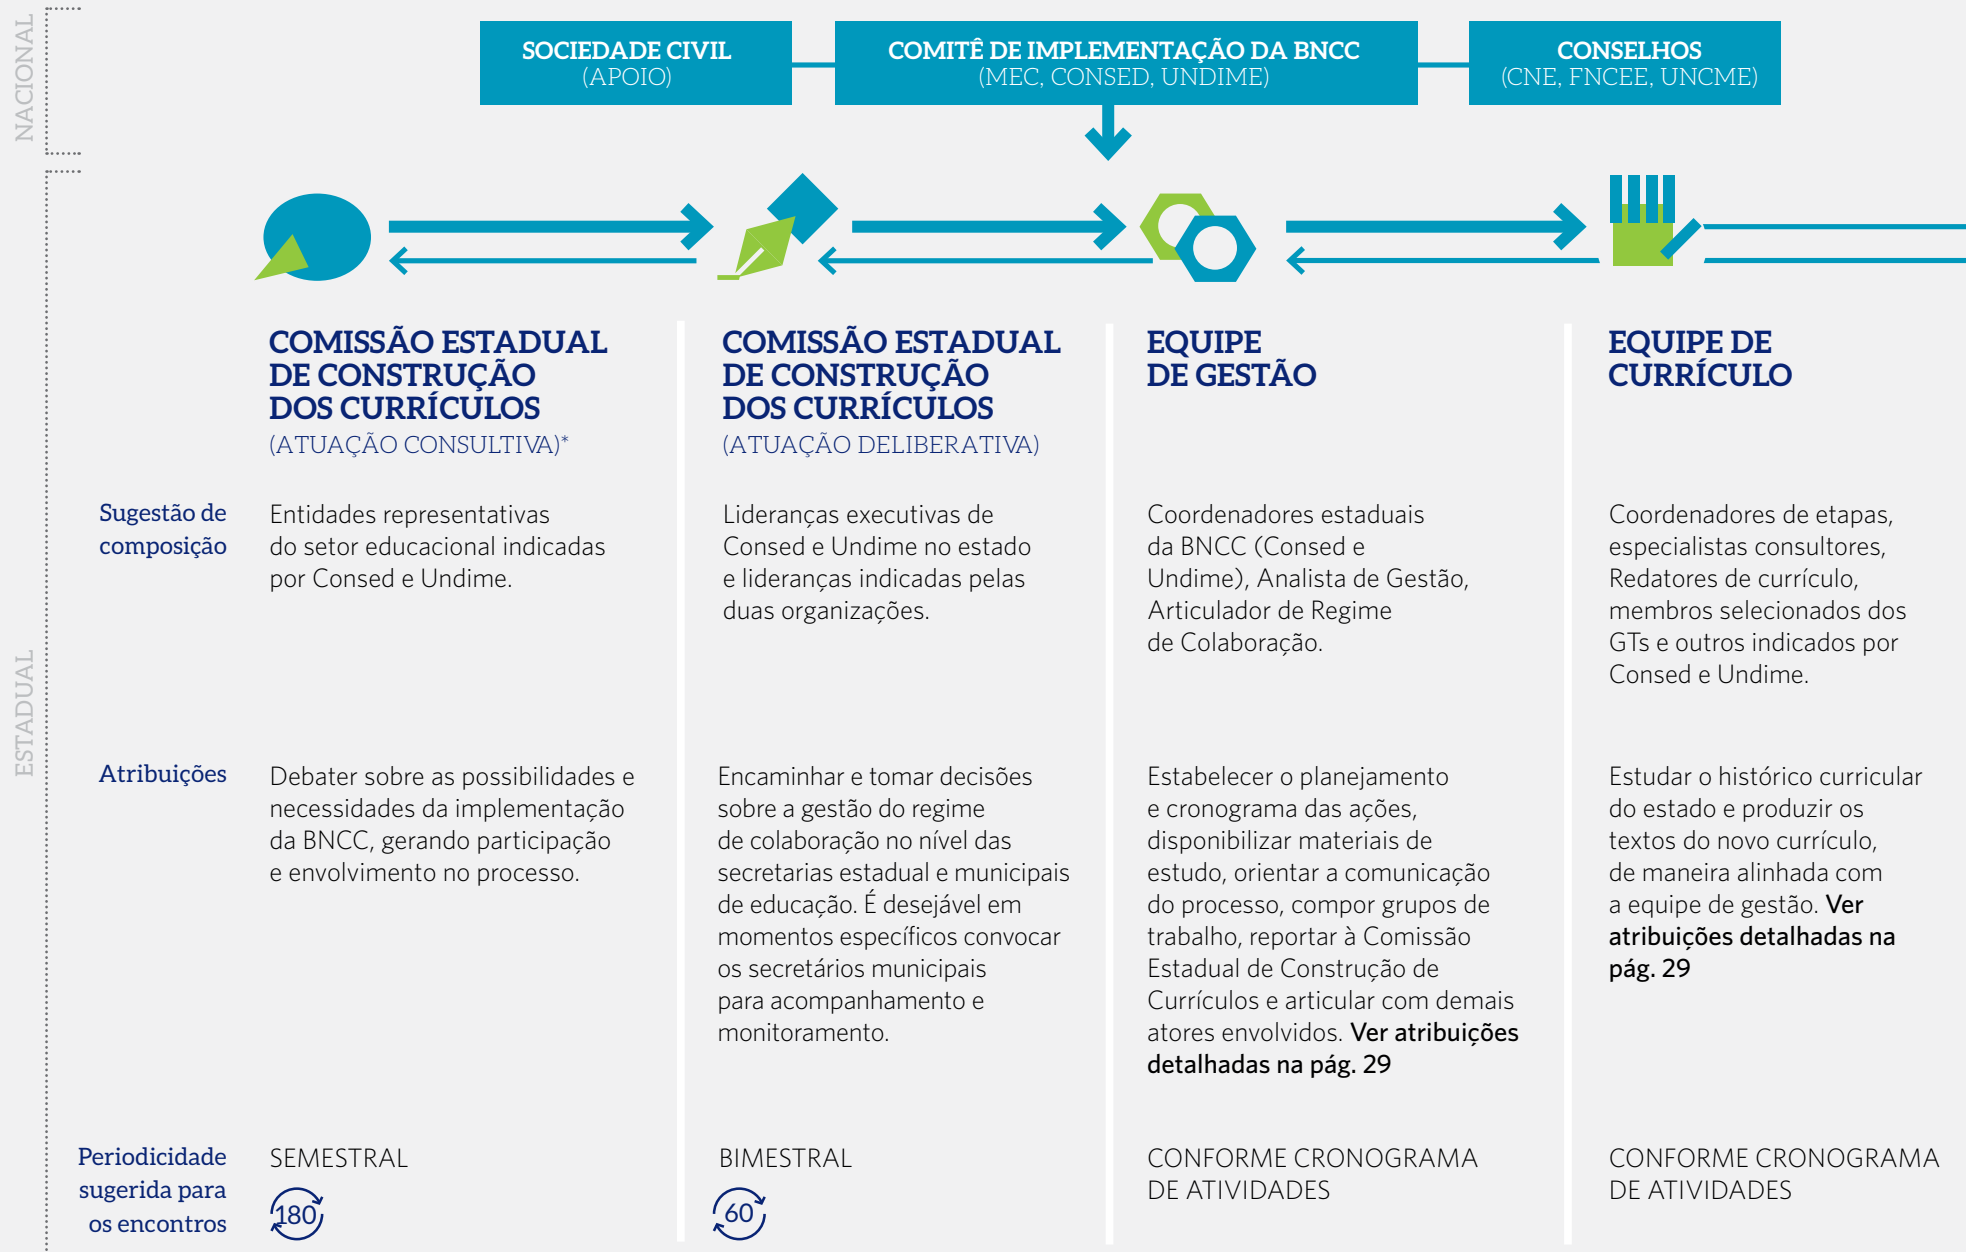 NACIONAL
SOCIEDADE CIVIL
(APOIO)
COMITÊ DE IMPLEMENTAÇÃO DA BNCC
(MEC, CONSED, UNDIME)
CONSELHOS
(CNE, FNCEE, UNCME)
ESTADUAL
COMISSÃO ESTADUAL
DE CONSTRUÇÃO
DOS CURRÍCULOS
(ATUAÇÃO CONSULTIVA)*
COMISSÃO ESTADUAL
DE CONSTRUÇÃO
DOS CURRÍCULOS
(ATUAÇÃO DELIBERATIVA)
EQUIPE
DE GESTÃO
EQUIPE DE
CURRÍCULO
Sugestão de
composição
Entidades representativas
do setor educacional indicadas
por Consed e Undime.
Lideranças executivas de
Consed e Undime no estado
e lideranças indicadas pelas
duas organizações.
Coordenadores estaduais
da BNCC (Consed e
Undime), Analista de Gestão,
Articulador de Regime
de Colaboração.
Coordenadores de etapas,
especialistas consultores,
Redatores de currículo,
membros selecionados dos
GTs e outros indicados por
Consed e Undime.
Atribuições
Debater sobre as possibilidades e
necessidades da implementação
da BNCC, gerando participação
e envolvimento no processo.
Encaminhar e tomar decisões
sobre a gestão do regime
de colaboração no nível das
secretarias estadual e municipais
de educação. É desejável em
momentos específicos convocar
os secretários municipais
para acompanhamento e
monitoramento.
Estabelecer o planejamento
e cronograma das ações,
disponibilizar materiais de
estudo, orientar a comunicação
do processo, compor grupos de
trabalho, reportar à Comissão
Estadual de Construção de
Currículos e articular com demais
atores envolvidos. Ver atribuições
detalhadas na pág. 29
Estudar o histórico curricular
do estado e produzir os
textos do novo currículo,
de maneira alinhada com
a equipe de gestão. Ver
atribuições detalhadas na
pág. 29
Periodicidade
sugerida para
os encontros
SEMESTRAL
180
BIMESTRAL
60
CONFORME CRONOGRAMA
DE ATIVIDADES
CONFORME CRONOGRAMA
DE ATIVIDADES